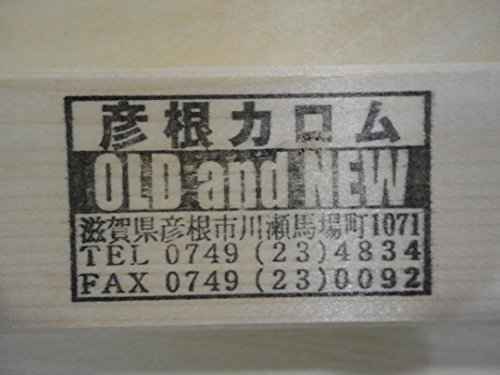 彦根カロム
OLD and NEW
滋賀県彦根市川瀬馬場町1071
TEL 0749 (23)4834
FAX 0749 (23)0092